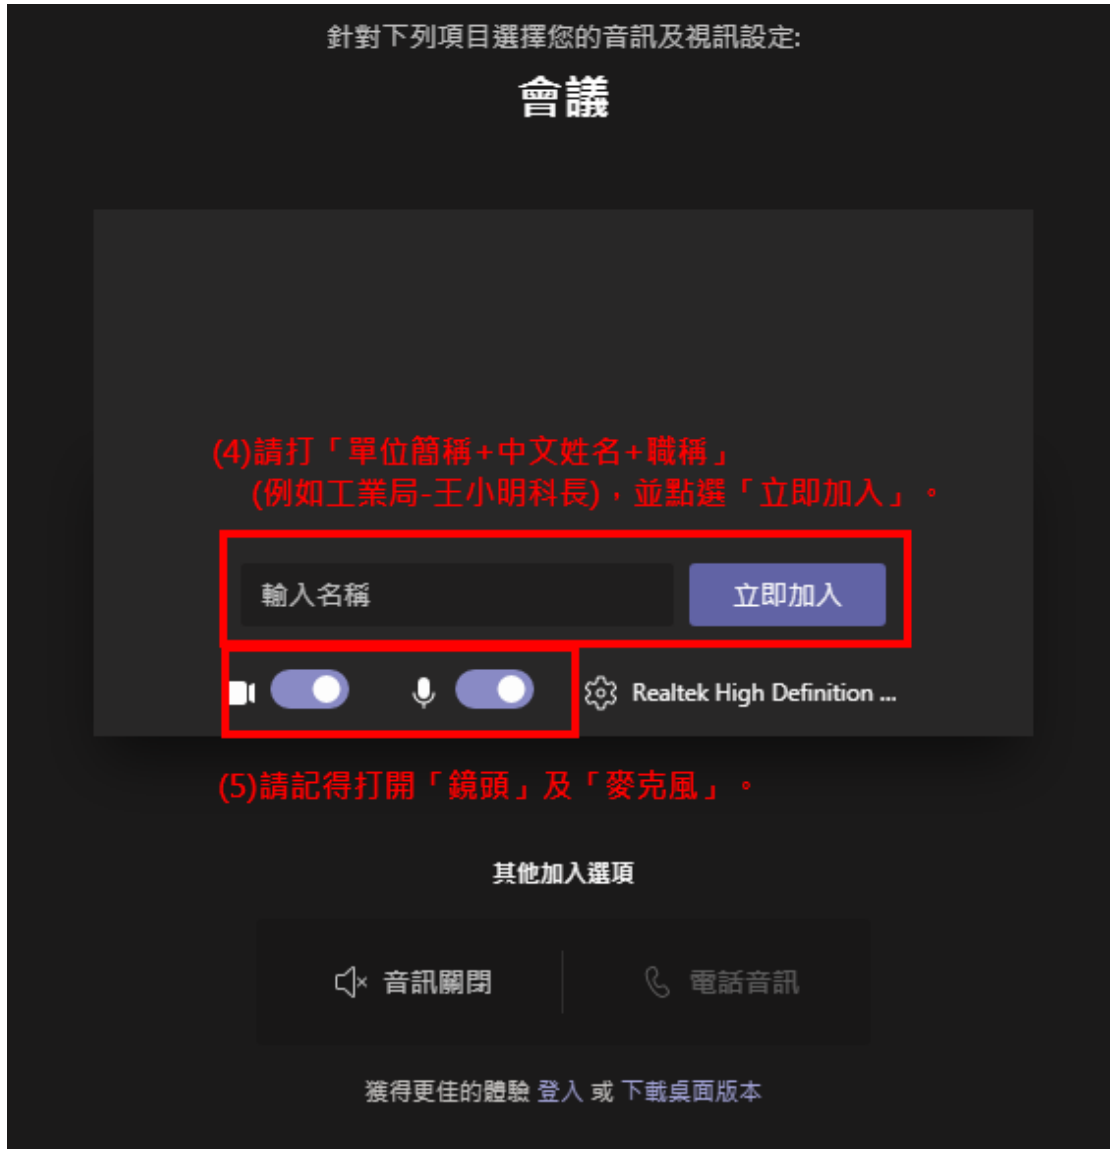 針對下列項目選擇您的音訊及視訊設定:
會議
(4)請打「單位簡稱+中文姓名+職稱」
(例如工業局-王小明科長)，並點選「立即加入」。
輸入名稱
立即加入
Realtek High Definition ...
(5)請記得打開「鏡頭」及「麥克風」。
其他加入選項
音訊關閉
電話音訊
獲得更佳的體驗 登入 或 下載桌面版本